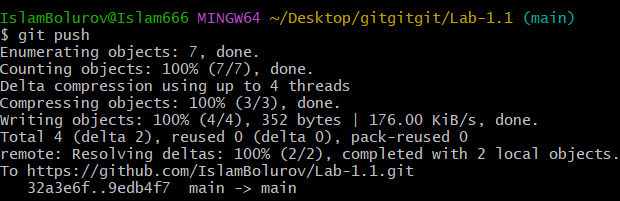 IslamBolurov@Islam666 MINGW64 ~/Desktop/gitgitgit/Lab-1.1 (main)
$ git push
Enumerating objects: 7, done.
Counting objects: 100% (7/7), done.
Delta compression using up to 4 threads
Compressing objects: 100% (3/3), done.
Writing objects: 100% (4/4), 352 bytes | 176.00 KiB/s, done.
Total 4 (delta 2), reused 0 (delta 0), pack-reused 0
remote: Resolving deltas: 100% (2/2), completed with 2 local objects.
To https://github.com/IslamBolurov/Lab-1.1.git
   32a3e6f..9edb4f7  main -> main